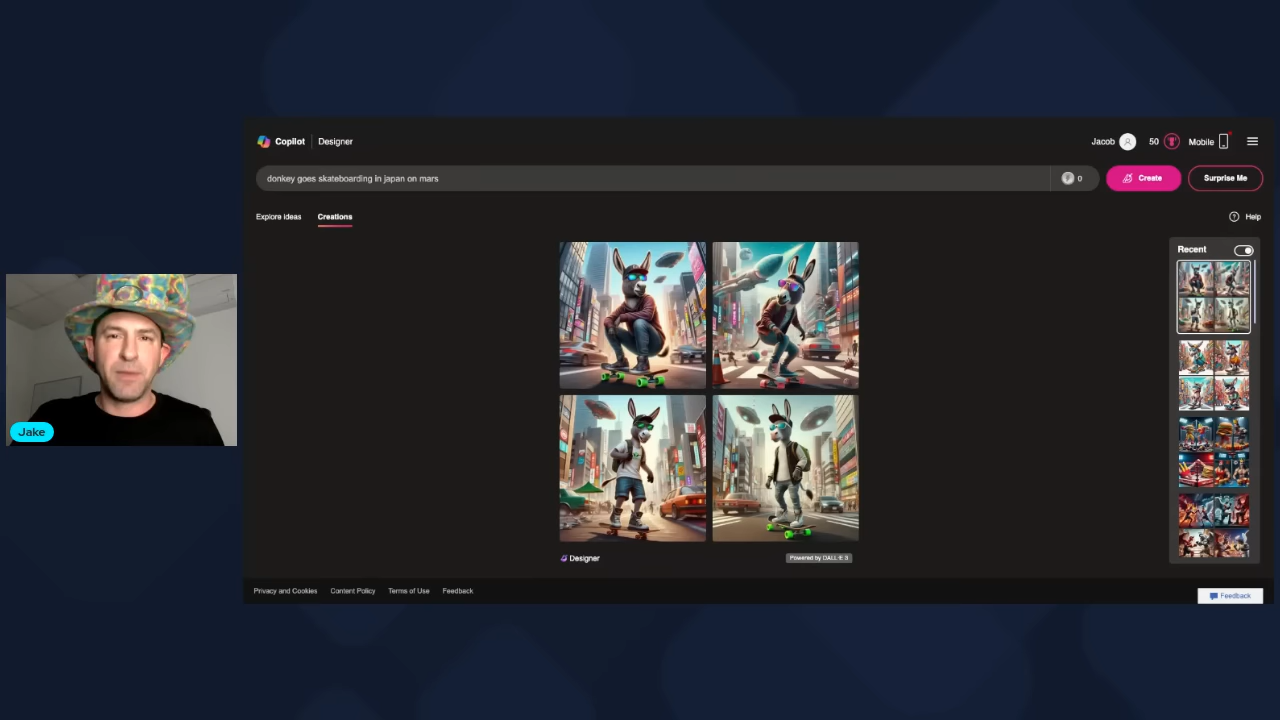 Copilot
Designer
Jacob
50
Mobile
donkey goes skateboarding in japan on mars
0
Create
Surprise Me
Explore ideas
Creations
Help
Recent
Jake
Designer
Powered by DALL·E 3
Privacy and Cookies
Content Policy
Terms of Use
Feedback
Feedback